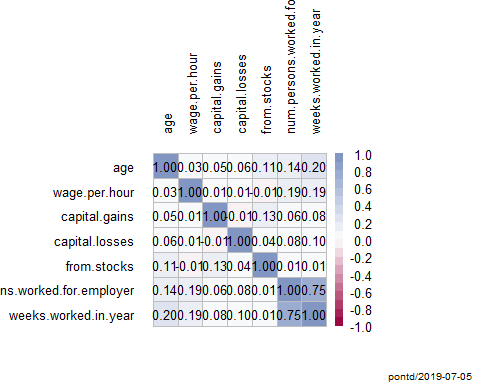 age
wage.per.hour
capital.gains
capital.losses
from.stocks
num.persons.worked.fo
weeks.worked.in.year
age 1.00 0.03 0.05 0.06 0.11 0.14 0.20
wage.per.hour 0.03 1.00 0.01 0.01 -0.01 0.19 0.19
capital.gains 0.05 0.01 1.00 -0.01 0.13 0.06 0.08
capital.losses 0.06 0.01 -0.01 1.00 0.04 0.08 0.10
from.stocks 0.11 -0.01 0.13 0.04 1.00 0.01 0.01
ns.worked.for.employer 0.14 0.19 0.06 0.08 0.01 1.00 0.75
weeks.worked.in.year 0.20 0.19 0.08 0.10 0.01 0.75 1.00
1.0
0.8
0.6
0.4
0.2
0.0
-0.2
-0.4
-0.6
-0.8
-1.0
pontd/2019-07-05